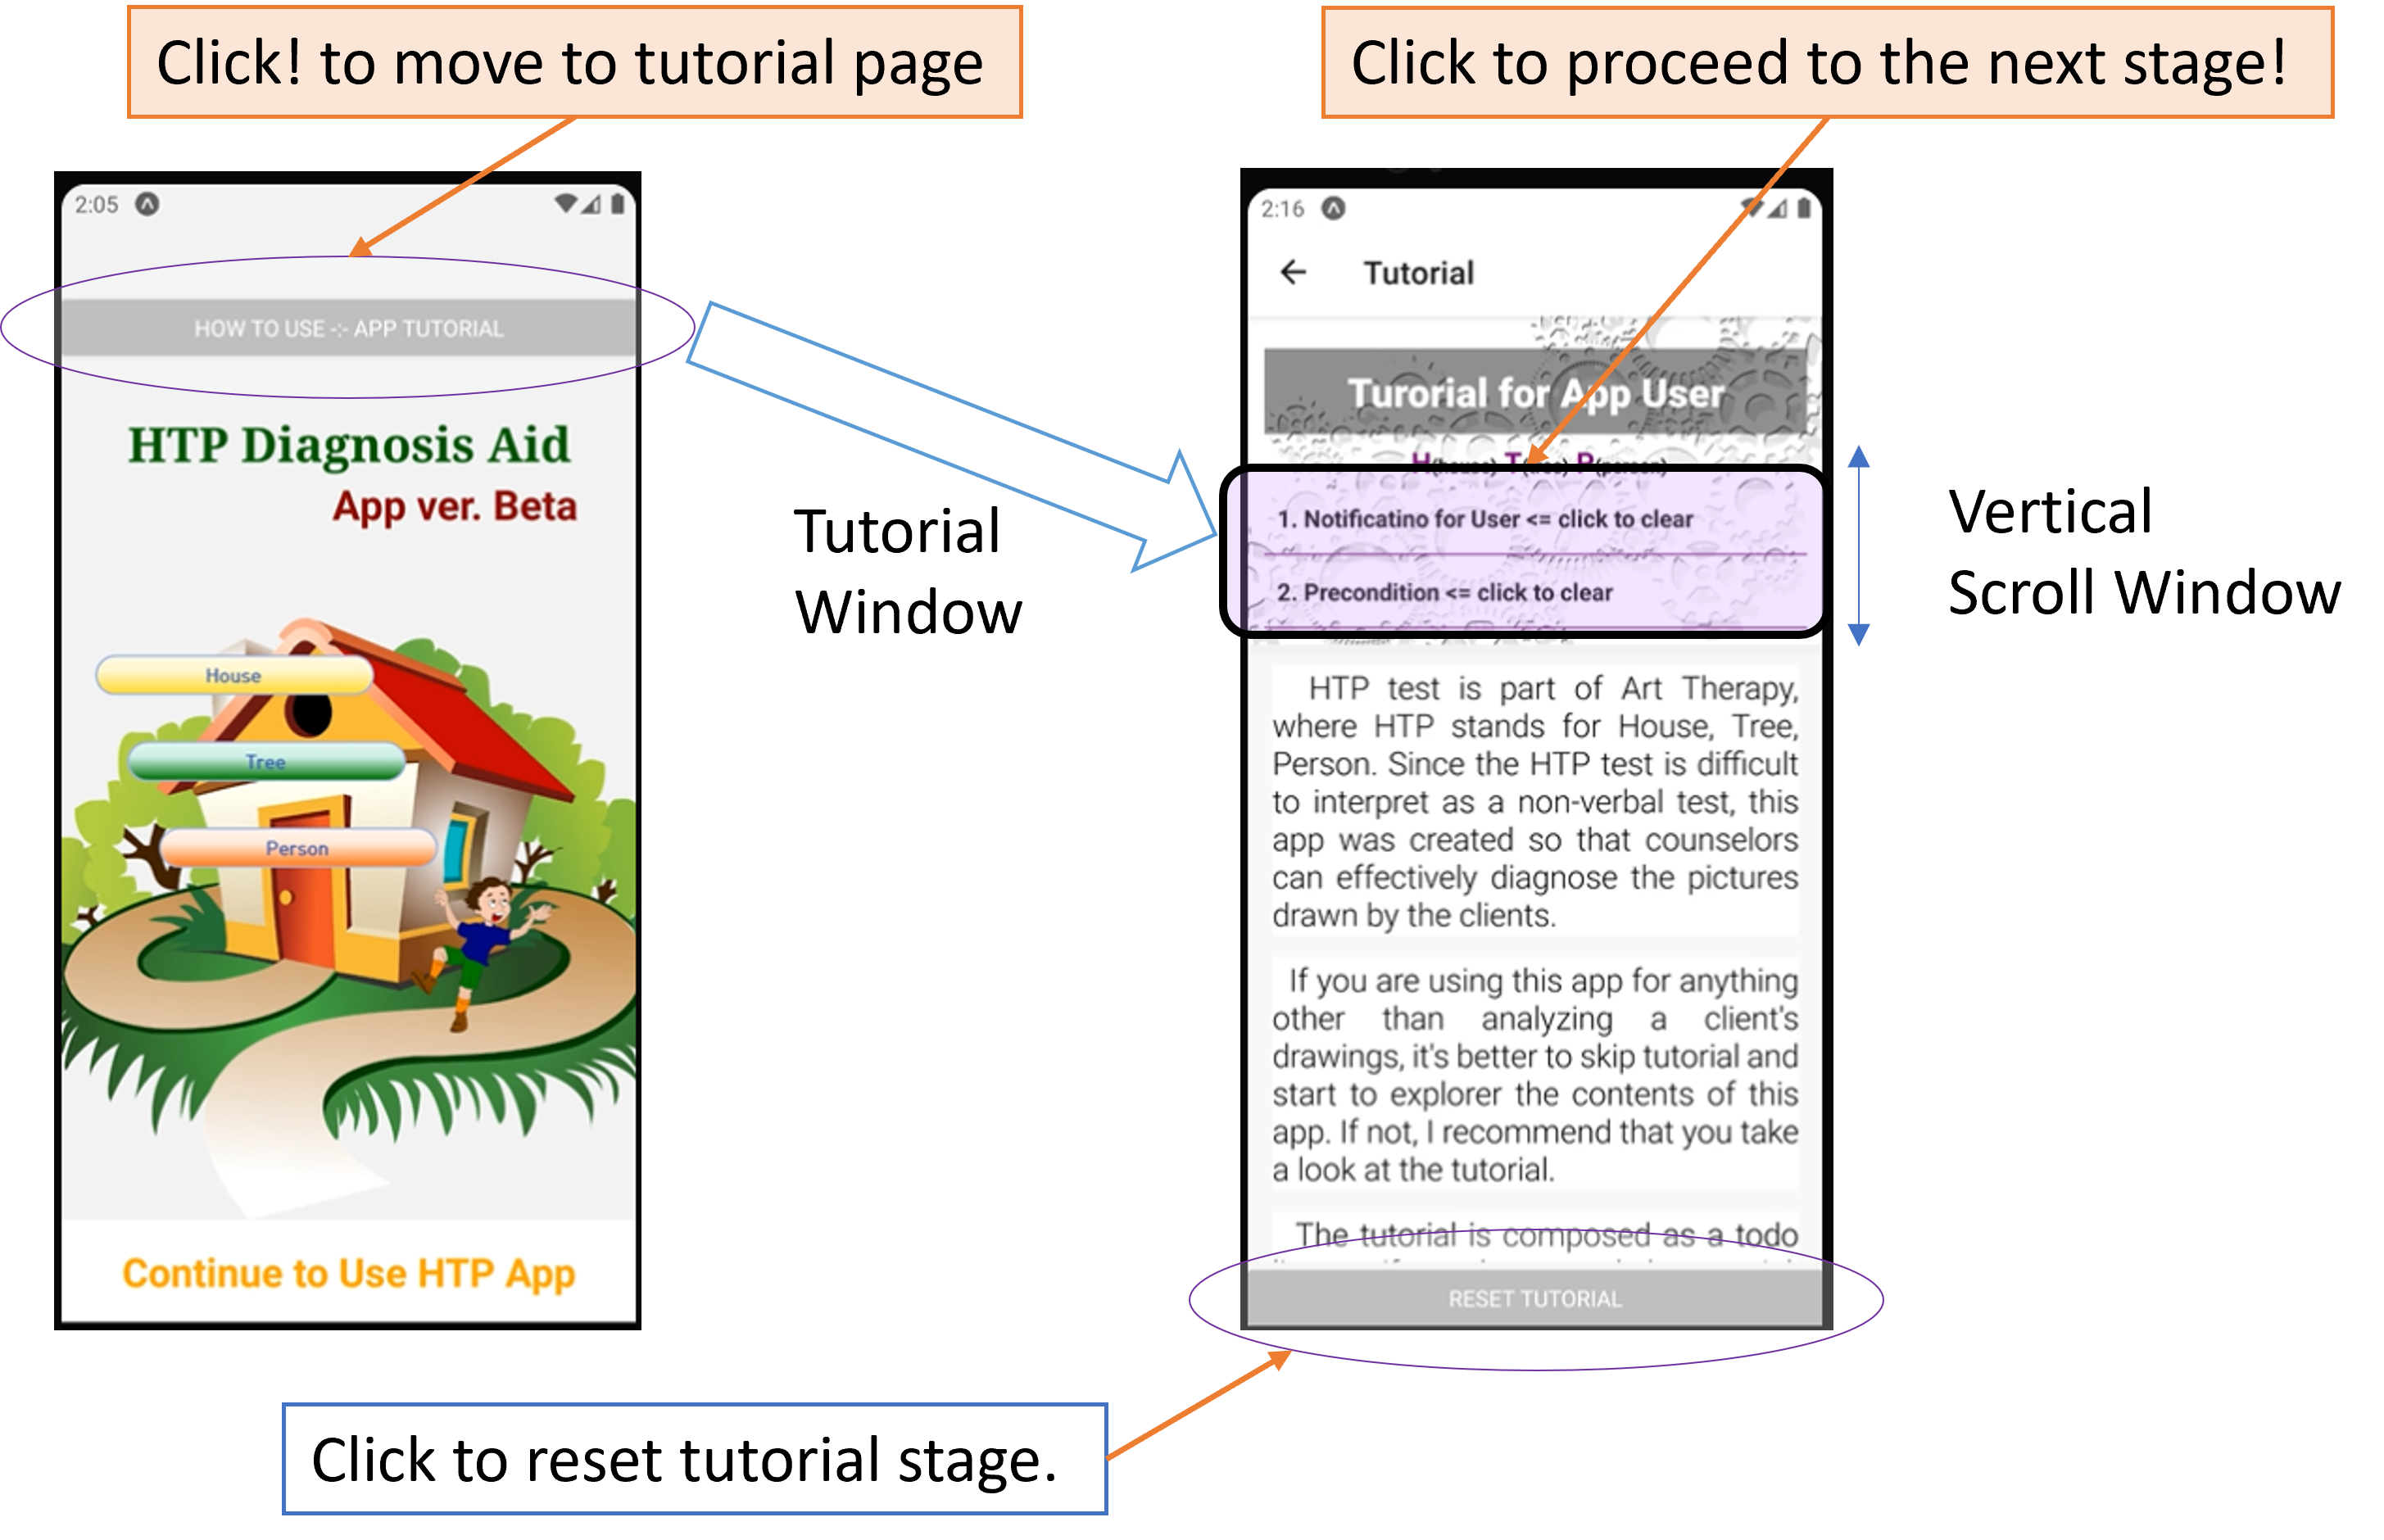 Click! to move to tutorial page
Click to proceed to the next stage!
2:05
HOW TO USE -:- APP TUTORIAL
HTP Diagnosis Aid
App ver. Beta
House
Tree
Person
Continue to Use HTP App
Tutorial
Window
2:16
Tutorial
Turorial for App User
H(house) T(tree) P(person)
1. Notificatino for User <= click to clear
2. Precondition <= click to clear
HTP test is part of Art Therapy,
where HTP stands for House, Tree,
Person. Since the HTP test is difficult
to interpret as a non-verbal test, this
app was created so that counselors
can effectively diagnose the pictures
drawn by the clients.
If you are using this app for anything
other than analyzing a client's
drawings, it's better to skip tutorial and
start to explorer the contents of this
app. If not, I recommend that you take
a look at the tutorial.
The tutorial is composed as a todo
RESET TUTORIAL
Vertical
Scroll Window
Click to reset tutorial stage.